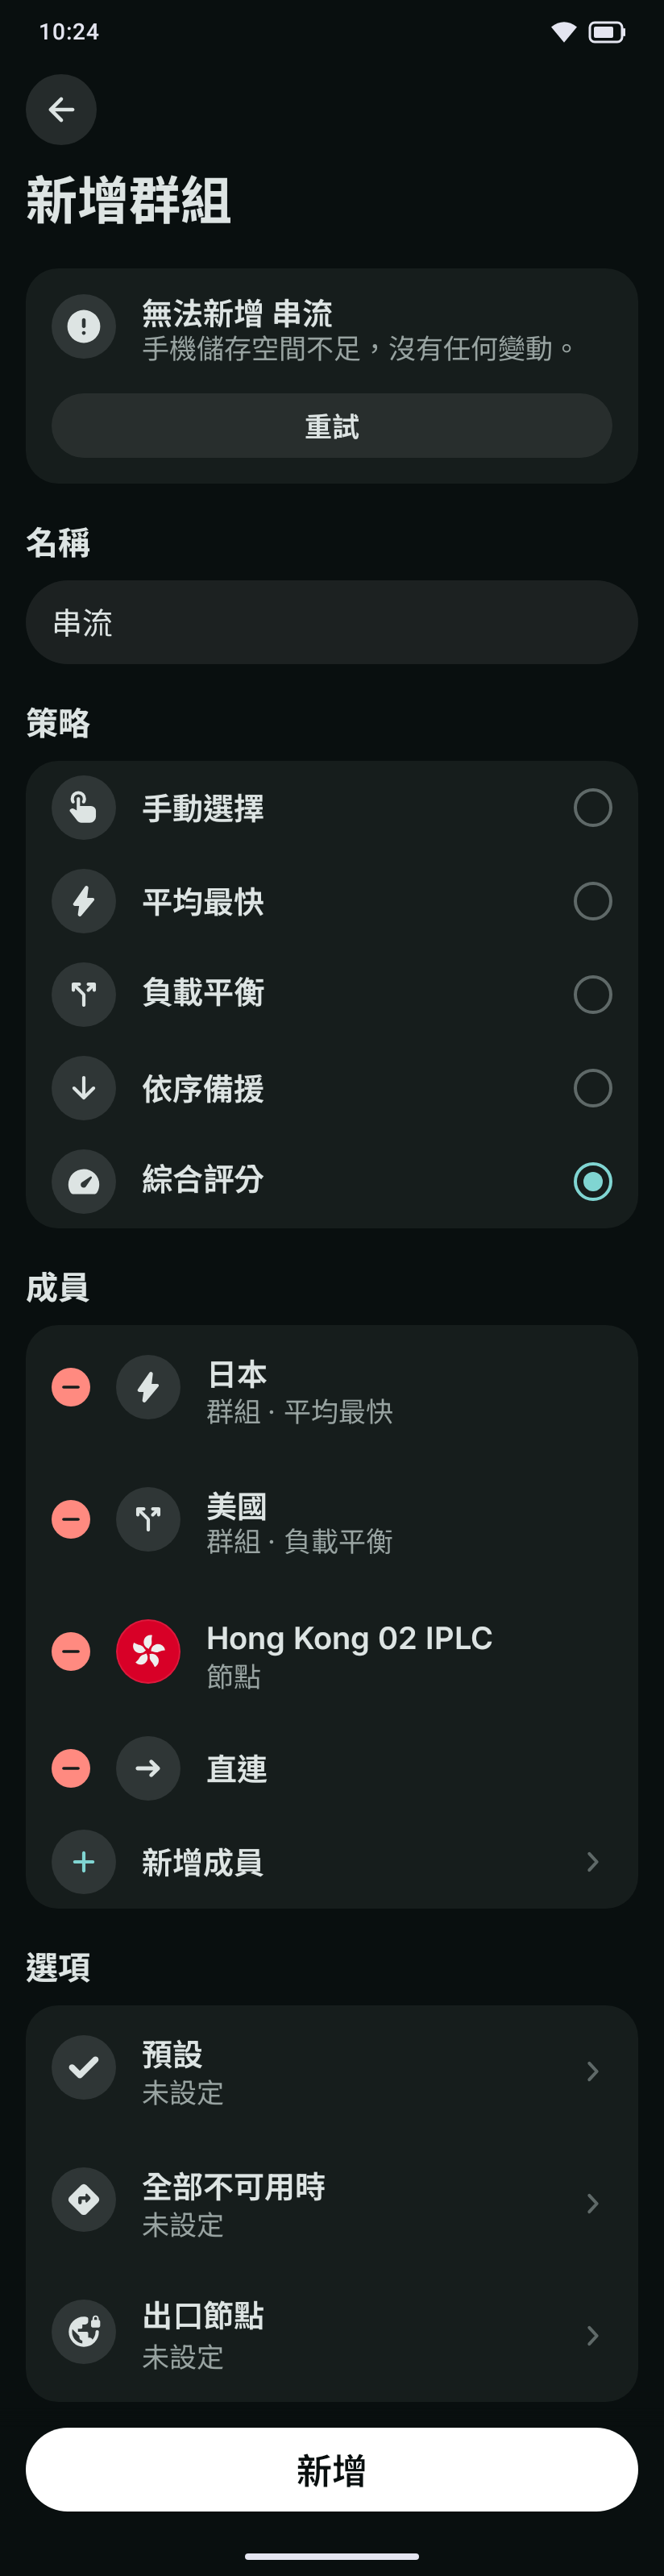 10:24
新增群組
無法新增 串流
手機儲存空間不足，沒有任何變動。
重試
名稱
串流
策略
手動選擇
平均最快
負載平衡
依序備援
綜合評分
成員
日本
群組 · 平均最快
美國
群組 · 負載平衡
Hong Kong 02 IPLC
節點
直連
新增成員
選項
預設
未設定
全部不可用時
未設定
出口節點
未設定
新增